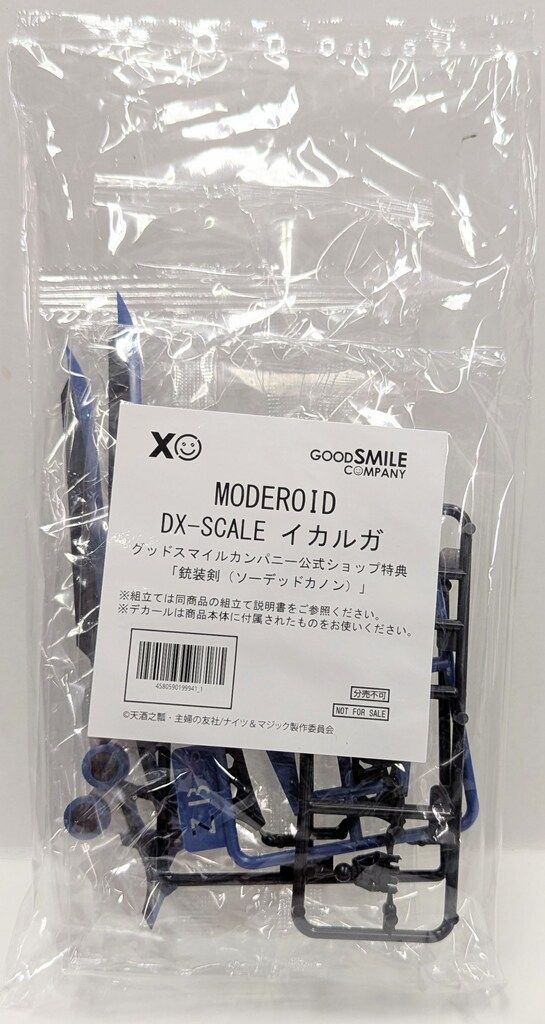 XO
GOODSMILE
COMPANY
MODEROID
DX-SCALE イカルガ
グッドスマイルカンパニー公式ショップ特典
「銃装剣（ソーデッドカノン）」
※組立ては同商品の組立て説明書をご参照ください。
※デカールは商品本体に付属されたものをお使いください。
4580590199941_1
分売不可
NOT FOR SALE
©天酒之瓢・主婦の友社/ナイツ＆マジック製作委員会